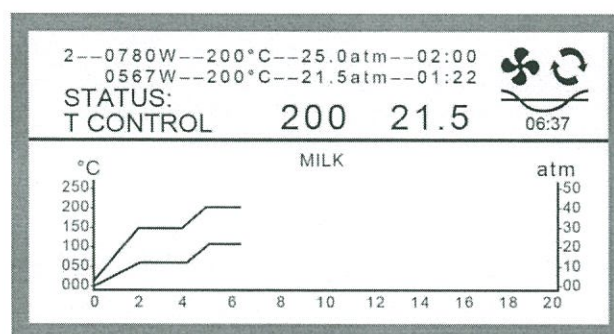 2--0780W--200°C--25.0atm--02:00
0567W--200°C--21.5atm--01:22
STATUS:
T CONTROL 200 21.5 06:37
MILK
°C atm
250 50
200 40
150 30
100 20
050 10
000 00
0 2 4 6 8 10 12 14 16 18 20